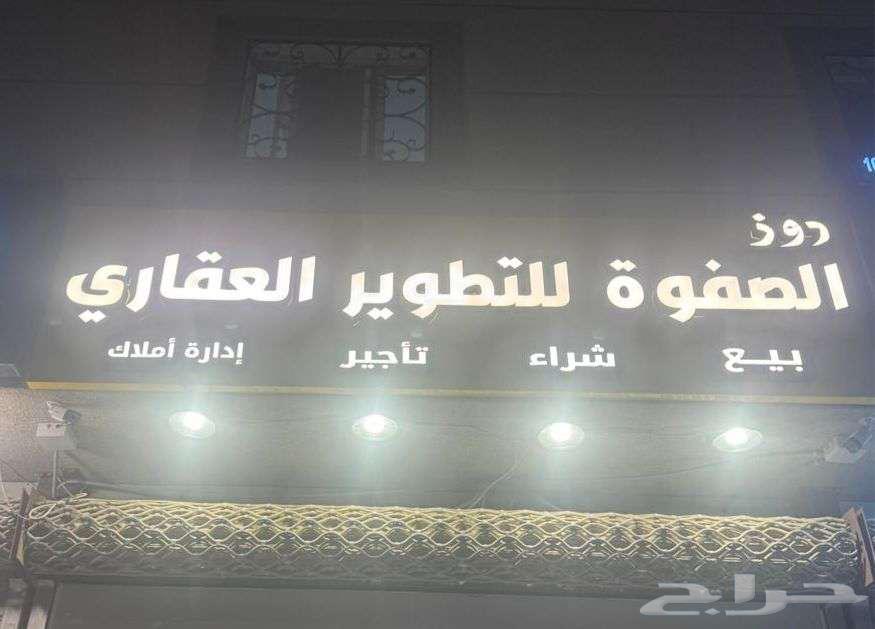 روز
الصفوة للتطوير العقاري
بيع شراء تأجير إدارة أملاك
حراج